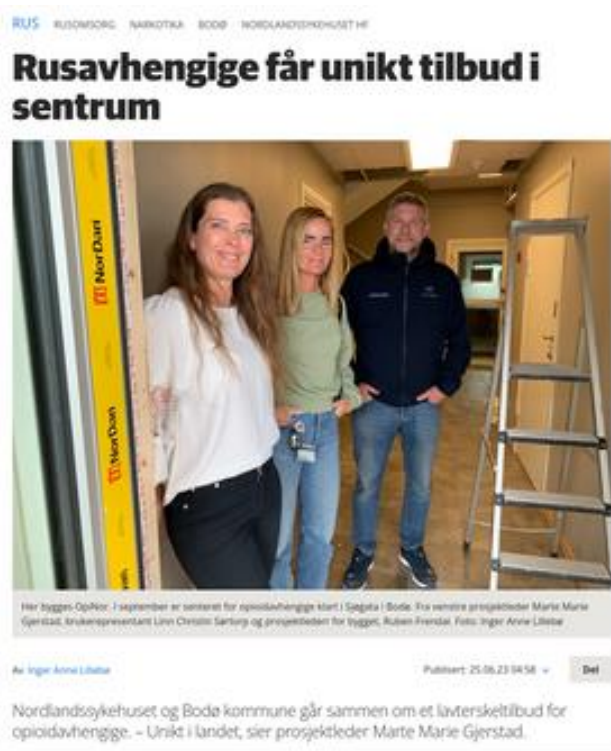 RUS RUSOMSORG NARKOTIKA BODØ NORDLANDSSYKEHUSET HF
Rusavhengige får unikt tilbud i
sentrum
NorDan
NorDan
Her bygges OpiNor. I september er senteret for opioidavhengige klart i Sjøgata i Bodø. Fra venstre prosjektleder Marte Marie
Gjerstad, brukerrepresentant Linn Christin Sørtorp og prosjektleder for bygget, Ruben Frendal. Foto: Inger Anne Lillebø
Av Inger Anne Lillebø
Publisert: 25.06.23 04:58
Del
Nordlandssykehuset og Bodø kommune går sammen om et lavterskeltilbud for
opioidavhengige. – Unikt i landet, sier prosjektleder Marte Marie Gjerstad.